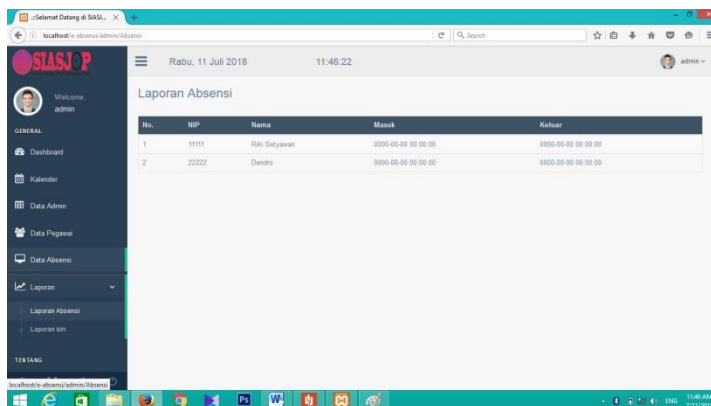 ..:Selamat Datang di SIASI...
localhost/e-absensi/admin/Absensi
Search
SIASJOP
Rabu, 11 Juli 2018
11:46:22
admin
Welcome,
admin
Laporan Absensi
No. NIP Nama Masuk Keluar
1 11111 Riki Setyawan 0000-00-00 00:00:00 0000-00-00 00:00:00
2 22222 Dendro 0000-00-00 00:00:00 0000-00-00 00:00:00
GENERAL
Dashboard
Kalender
Data Admin
Data Pegawai
Data Absensi
Laporan
Laporan Absensi
Laporan Izin
TENTANG
localhost/e-absensi/admin/Absensi
Ps
ENG
11:46 AM